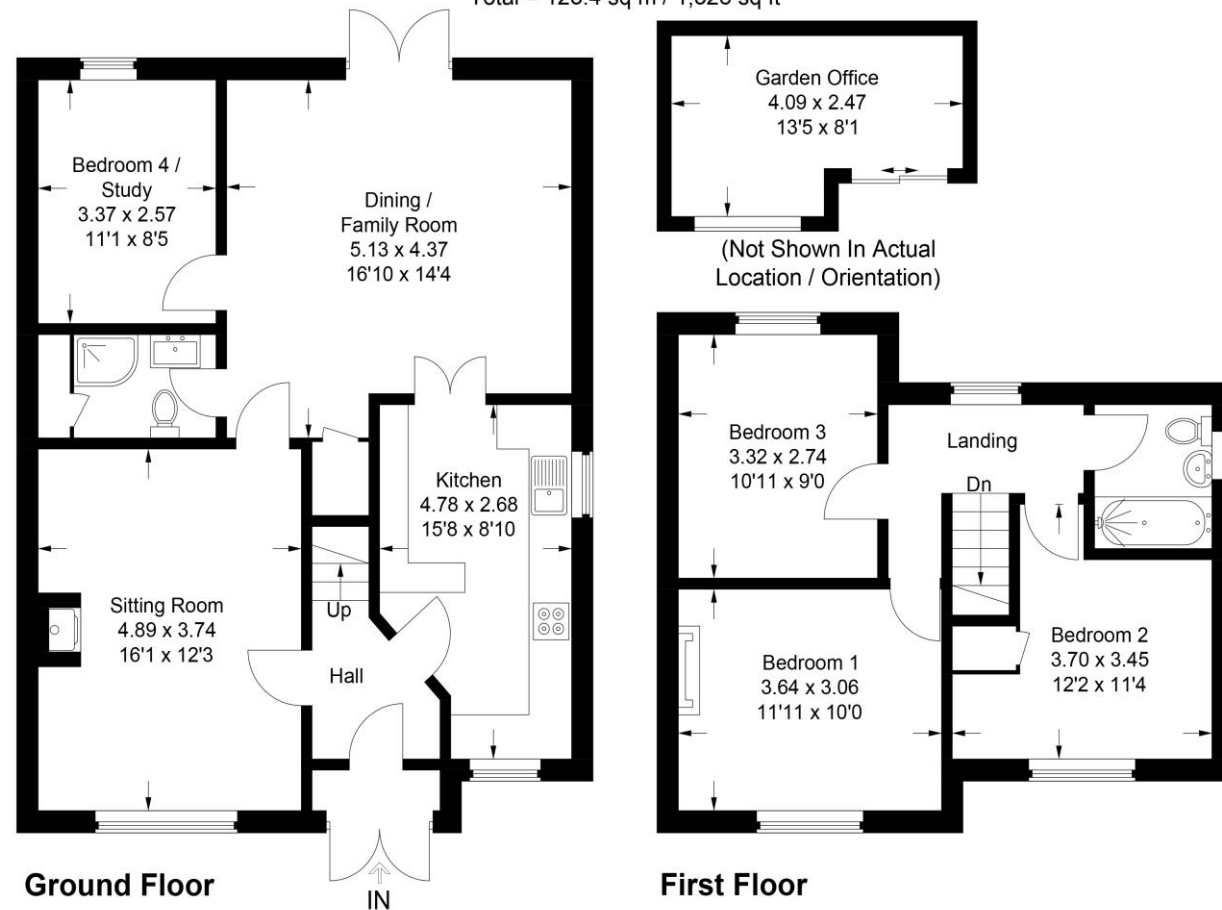 Total = sq m / sq ft
Garden Office
4.09 x 2.47
13'5 x 8'1
(Not Shown In Actual
Location / Orientation)
Bedroom 4 /
Study
3.37 x 2.57
11'1 x 8'5
Dining /
Family Room
5.13 x 4.37
16'10 x 14'4
Kitchen
4.78 x 2.68
15'8 x 8'10
Sitting Room
4.89 x 3.74
16'1 x 12'3
Up
Hall
IN
Ground Floor
Bedroom 3
3.32 x 2.74
10'11 x 9'0
Landing
Dn
Bedroom 1
3.64 x 3.06
11'11 x 10'0
Bedroom 2
3.70 x 3.45
12'2 x 11'4
First Floor